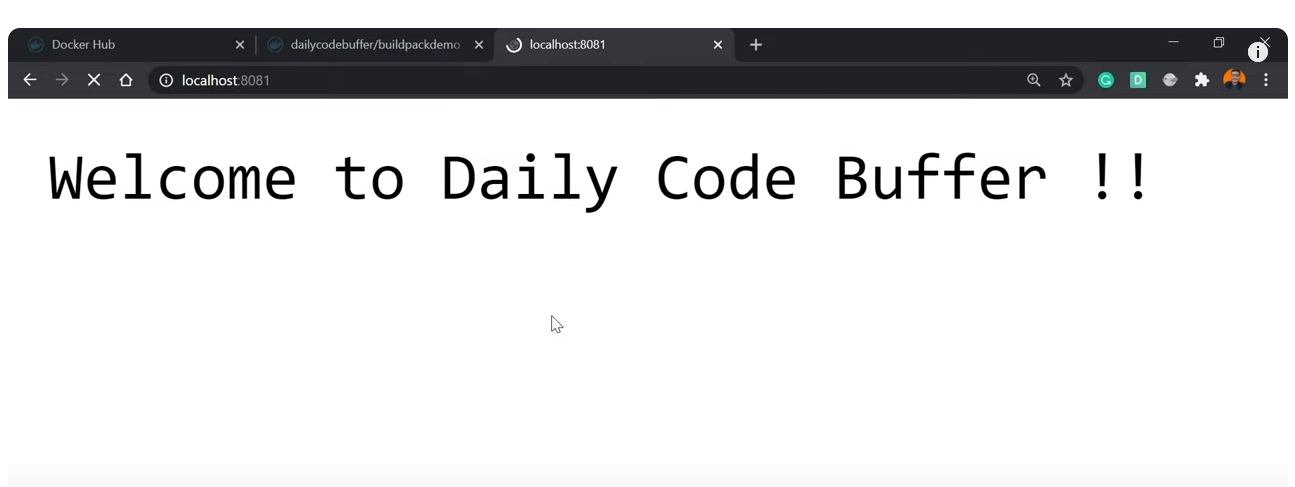 Docker Hub
dailycodebuffer/buildpackdemo
localhost:8081
localhost:8081
D
Welcome to Daily Code Buffer !!